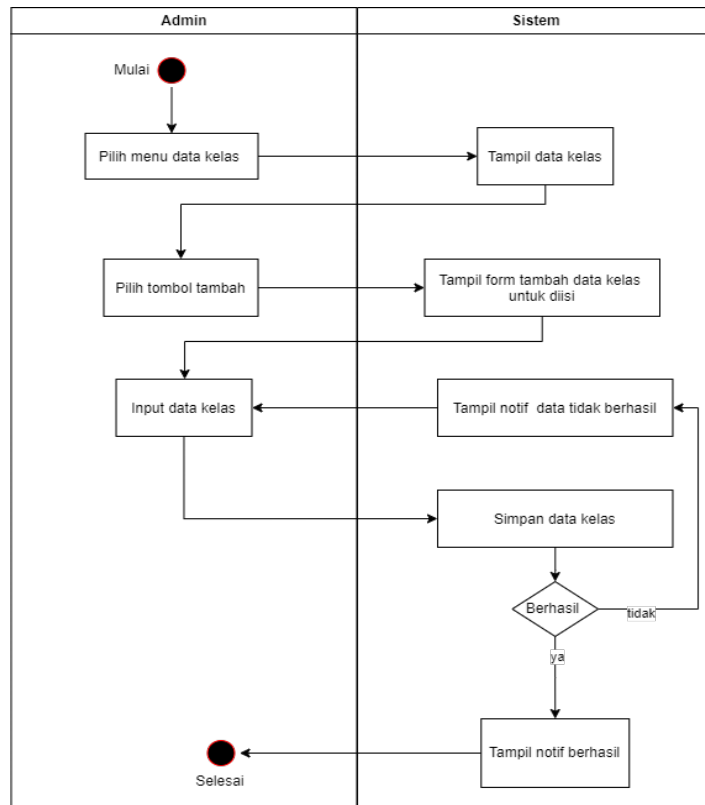 Admin
Sistem
Mulai
Pilih menu data kelas
Tampil data kelas
Pilih tombol tambah
Tampil form tambah data kelas
untuk diisi
Input data kelas
Tampil notif data tidak berhasil
Simpan data kelas
Berhasil
tidak
ya
Tampil notif berhasil
Selesai